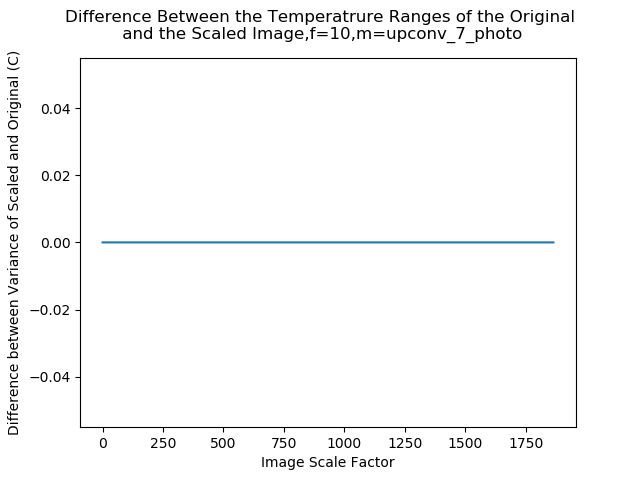 Difference Between the Temperatrure Ranges of the Original
and the Scaled Image,f=10,m=upconv_7_photo
Difference between Variance of Scaled and Original (C)
0.04
0.02
0.00
−0.02
−0.04
0 250 500 750 1000 1250 1500 1750
Image Scale Factor